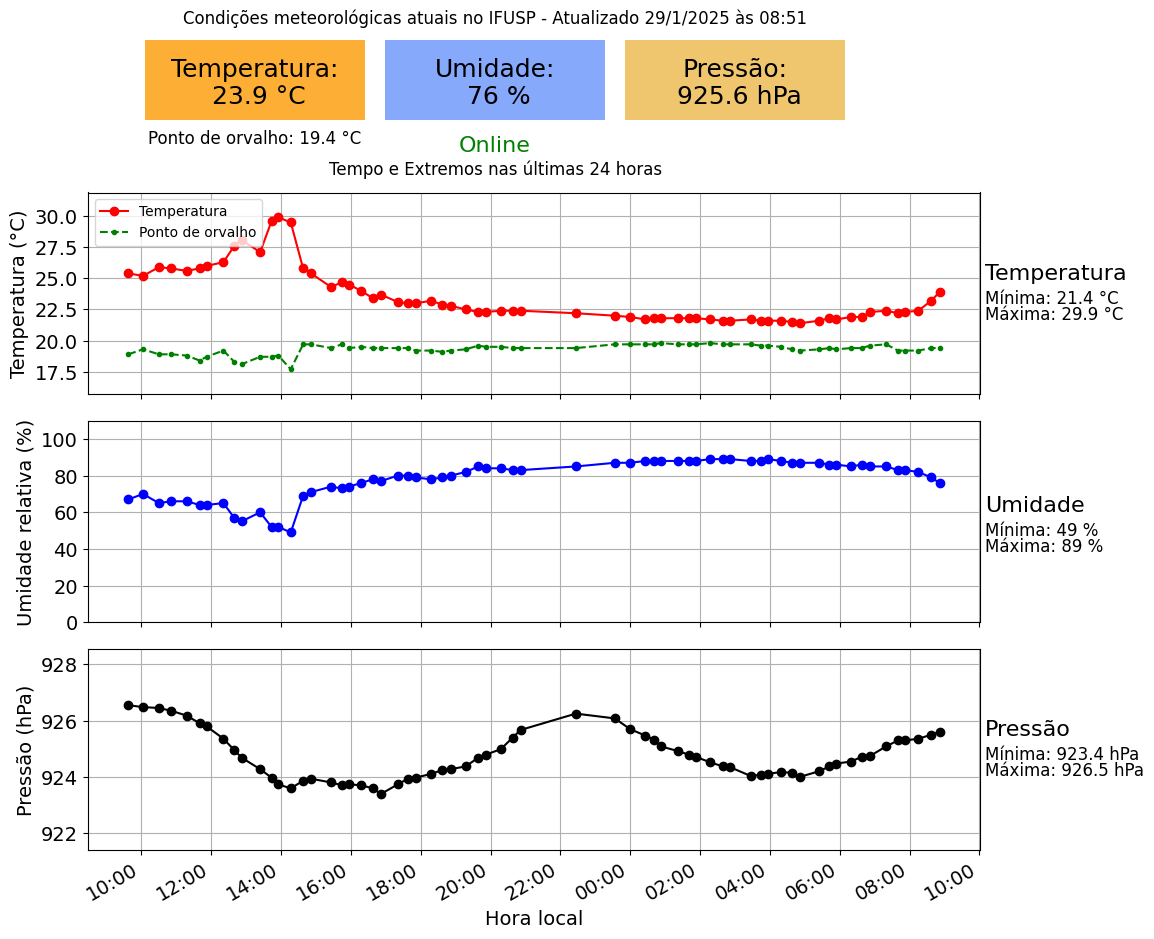 Condições meteorológicas atuais no IFUSP - Atualizado 29/1/2025 às 08:51
Temperatura:
23.9 °C
Umidade:
76 %
Pressão:
925.6 hPa
Ponto de orvalho: 19.4 °C
Online
Tempo e Extremos nas últimas 24 horas
Temperatura (°C)
30.0
27.5
25.0
22.5
20.0
17.5
Temperatura
Ponto de orvalho
Temperatura
Mínima: 21.4 °C
Máxima: 29.9 °C
Umidade relativa (%)
100
80
60
40
20
0
Umidade
Mínima: 49 %
Máxima: 89 %
Pressão (hPa)
928
926
924
922
Pressão
Mínima: 923.4 hPa
Máxima: 926.5 hPa
10:00 12:00 14:00 16:00 18:00 20:00 22:00 00:00 02:00 04:00 06:00 08:00 10:00
Hora local